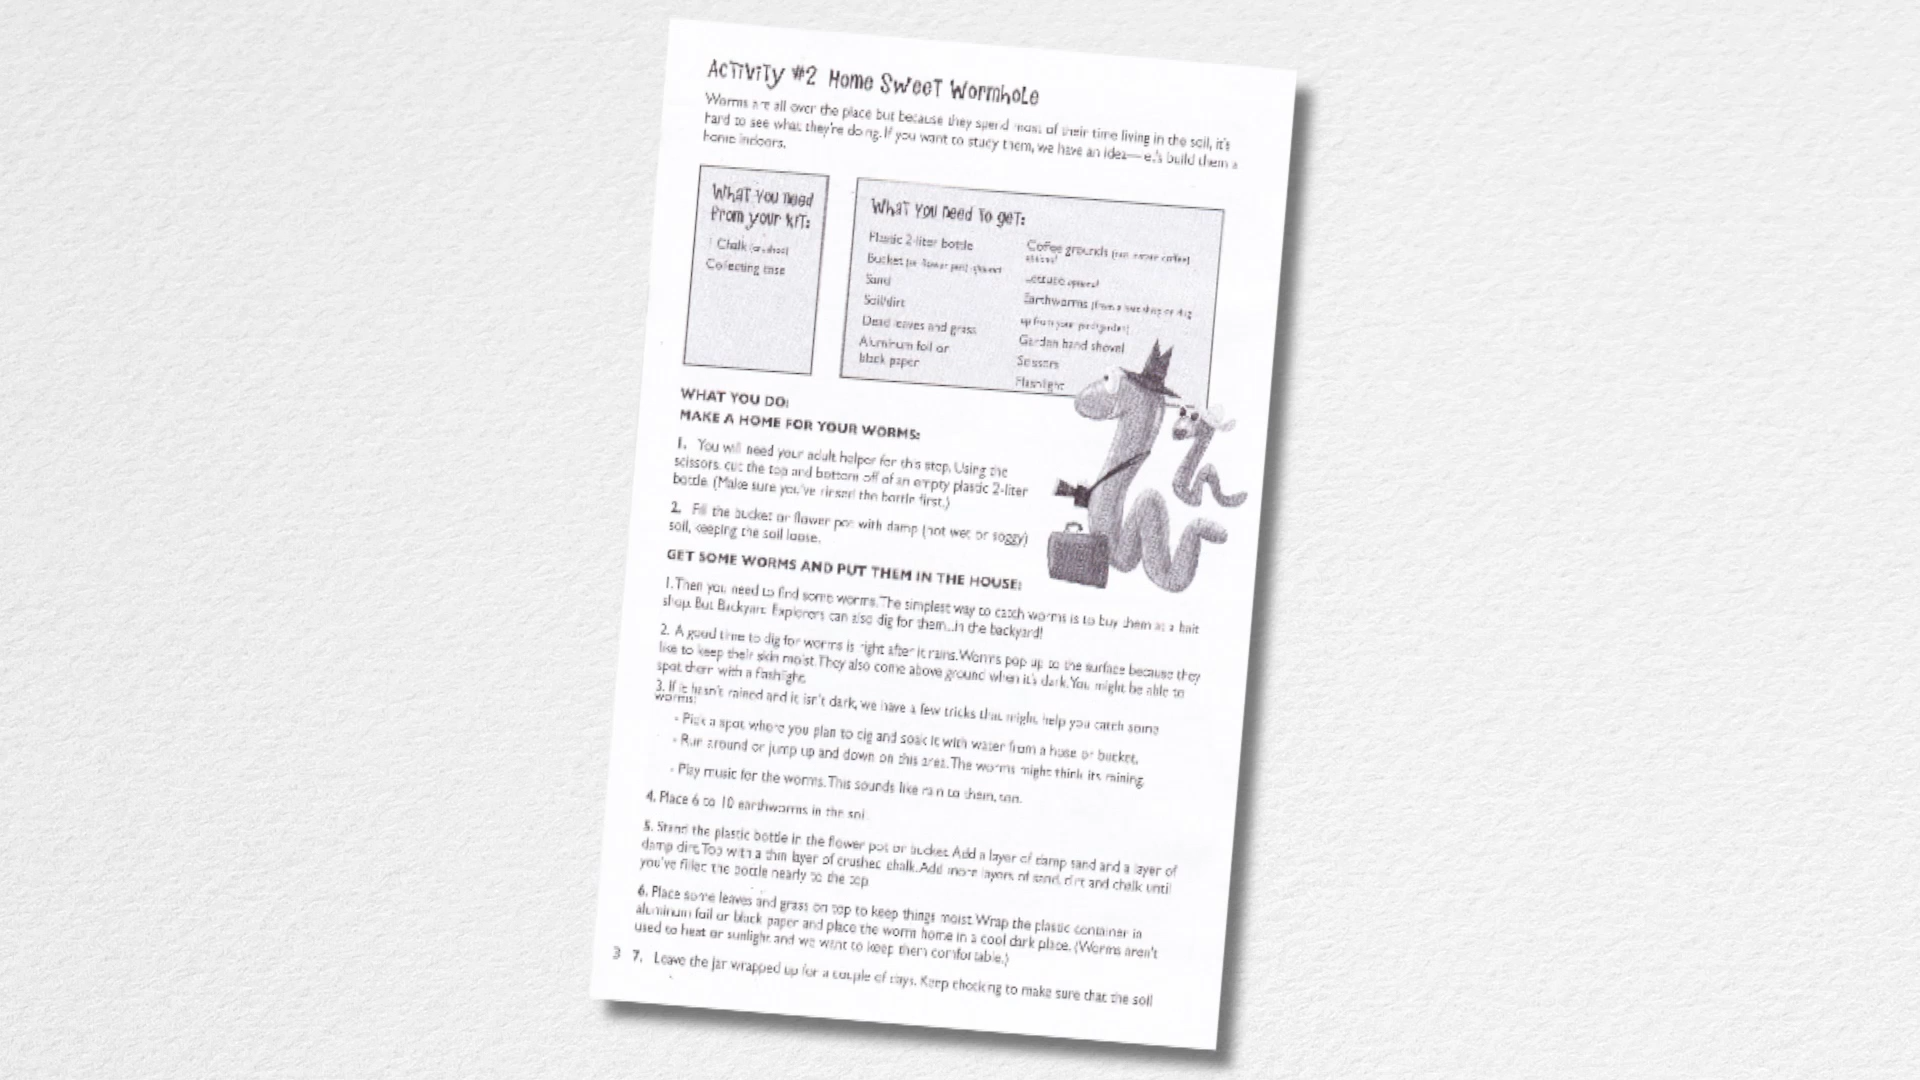 Activity #2 Home Sweet Wormhole
Worms are all over the place but because they spend most of their time living in the soil, it's
hard to see what they're doing. If you want to study them, we have an idea—let's build them a
home indoors.
What you need
from your kit:
1 Chalk
Collecting case
What you need to get:
Plastic 2-liter bottle
Bucket (or flower pot)
Sand
Soil/dirt
Dead leaves and grass
Aluminum foil or
black paper
Coffee grounds
Lettuce
Earthworms (from a bait shop or dig
up from your yard/garden)
Garden hand shovel
Scissors
Flashlight
WHAT YOU DO:
MAKE A HOME FOR YOUR WORMS:
1. You will need your adult helper for this step. Using the
scissors, cut the top and bottom off of an empty plastic 2-liter
bottle. (Make sure you've rinsed the bottle first.)
2. Fill the bucket or flower pot with damp (not wet or soggy)
soil, keeping the soil loose.
GET SOME WORMS AND PUT THEM IN THE HOUSE:
1. Then you need to find some worms. The simplest way to catch worms is to buy them at a bait
shop. But Backyard Explorers can also dig for them...in the backyard!
2. A good time to dig for worms is right after it rains. Worms pop up to the surface because they
like to keep their skin moist. They also come above ground when it's dark. You might be able to
spot them with a flashlight.
3. If it hasn't rained and it isn't dark, we have a few tricks that might help you catch some
worms:
• Pick a spot where you plan to dig and soak it with water from a hose or bucket.
• Run around or jump up and down on this area. The worms might think its raining.
• Play music for the worms. This sounds like rain to them, too.
4. Place 6 to 10 earthworms in the soil.
5. Stand the plastic bottle in the flower pot or bucket. Add a layer of damp sand and a layer of
damp dirt. Top with a thin layer of crushed chalk. Add more layers of sand, dirt and chalk until
you've filled the bottle nearly to the top.
6. Place some leaves and grass on top to keep things moist. Wrap the plastic container in
aluminum foil or black paper and place the worm home in a cool dark place. (Worms aren't
used to heat or sunlight and we want to keep them comfortable.)
3 7. Leave the jar wrapped up for a couple of days. Keep checking to make sure that the soil